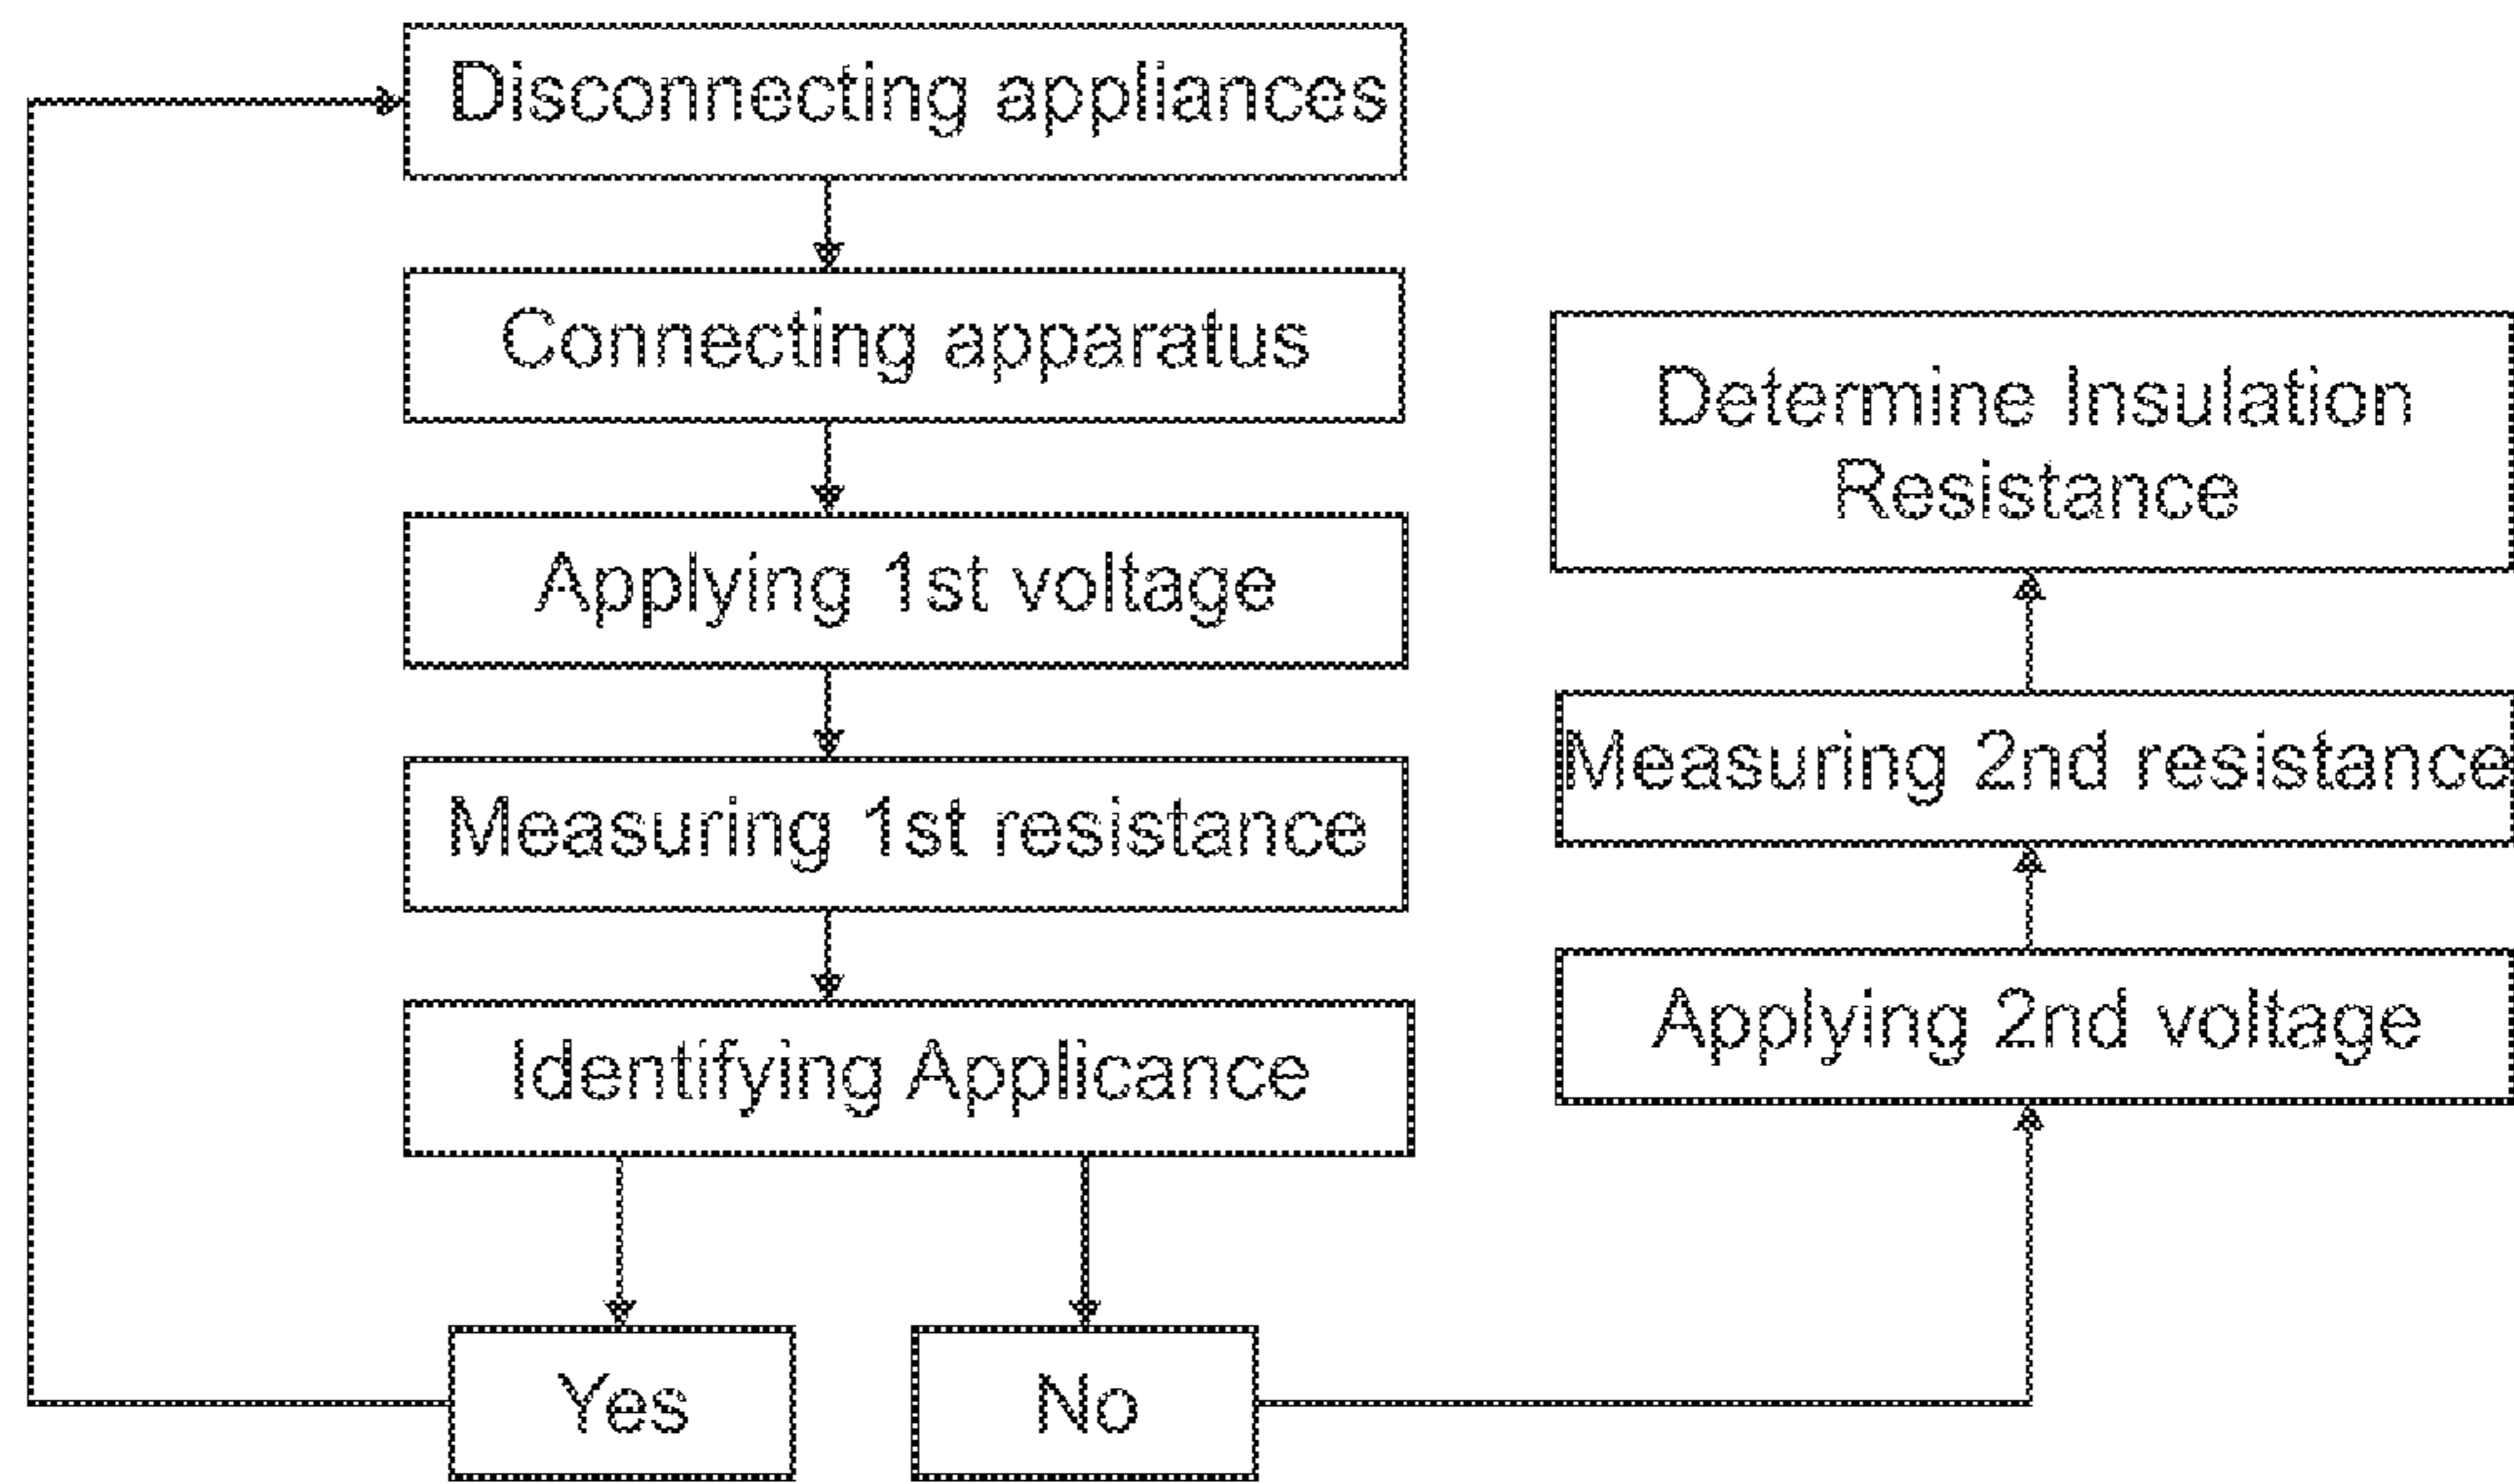 Disconnecting appliances
Connecting apparatus
Applying 1st voltage
Measuring 1st resistance
Identifying Applicance
Yes
No
Applying 2nd voltage
Measuring 2nd resistance
Determine Insulation
Resistance